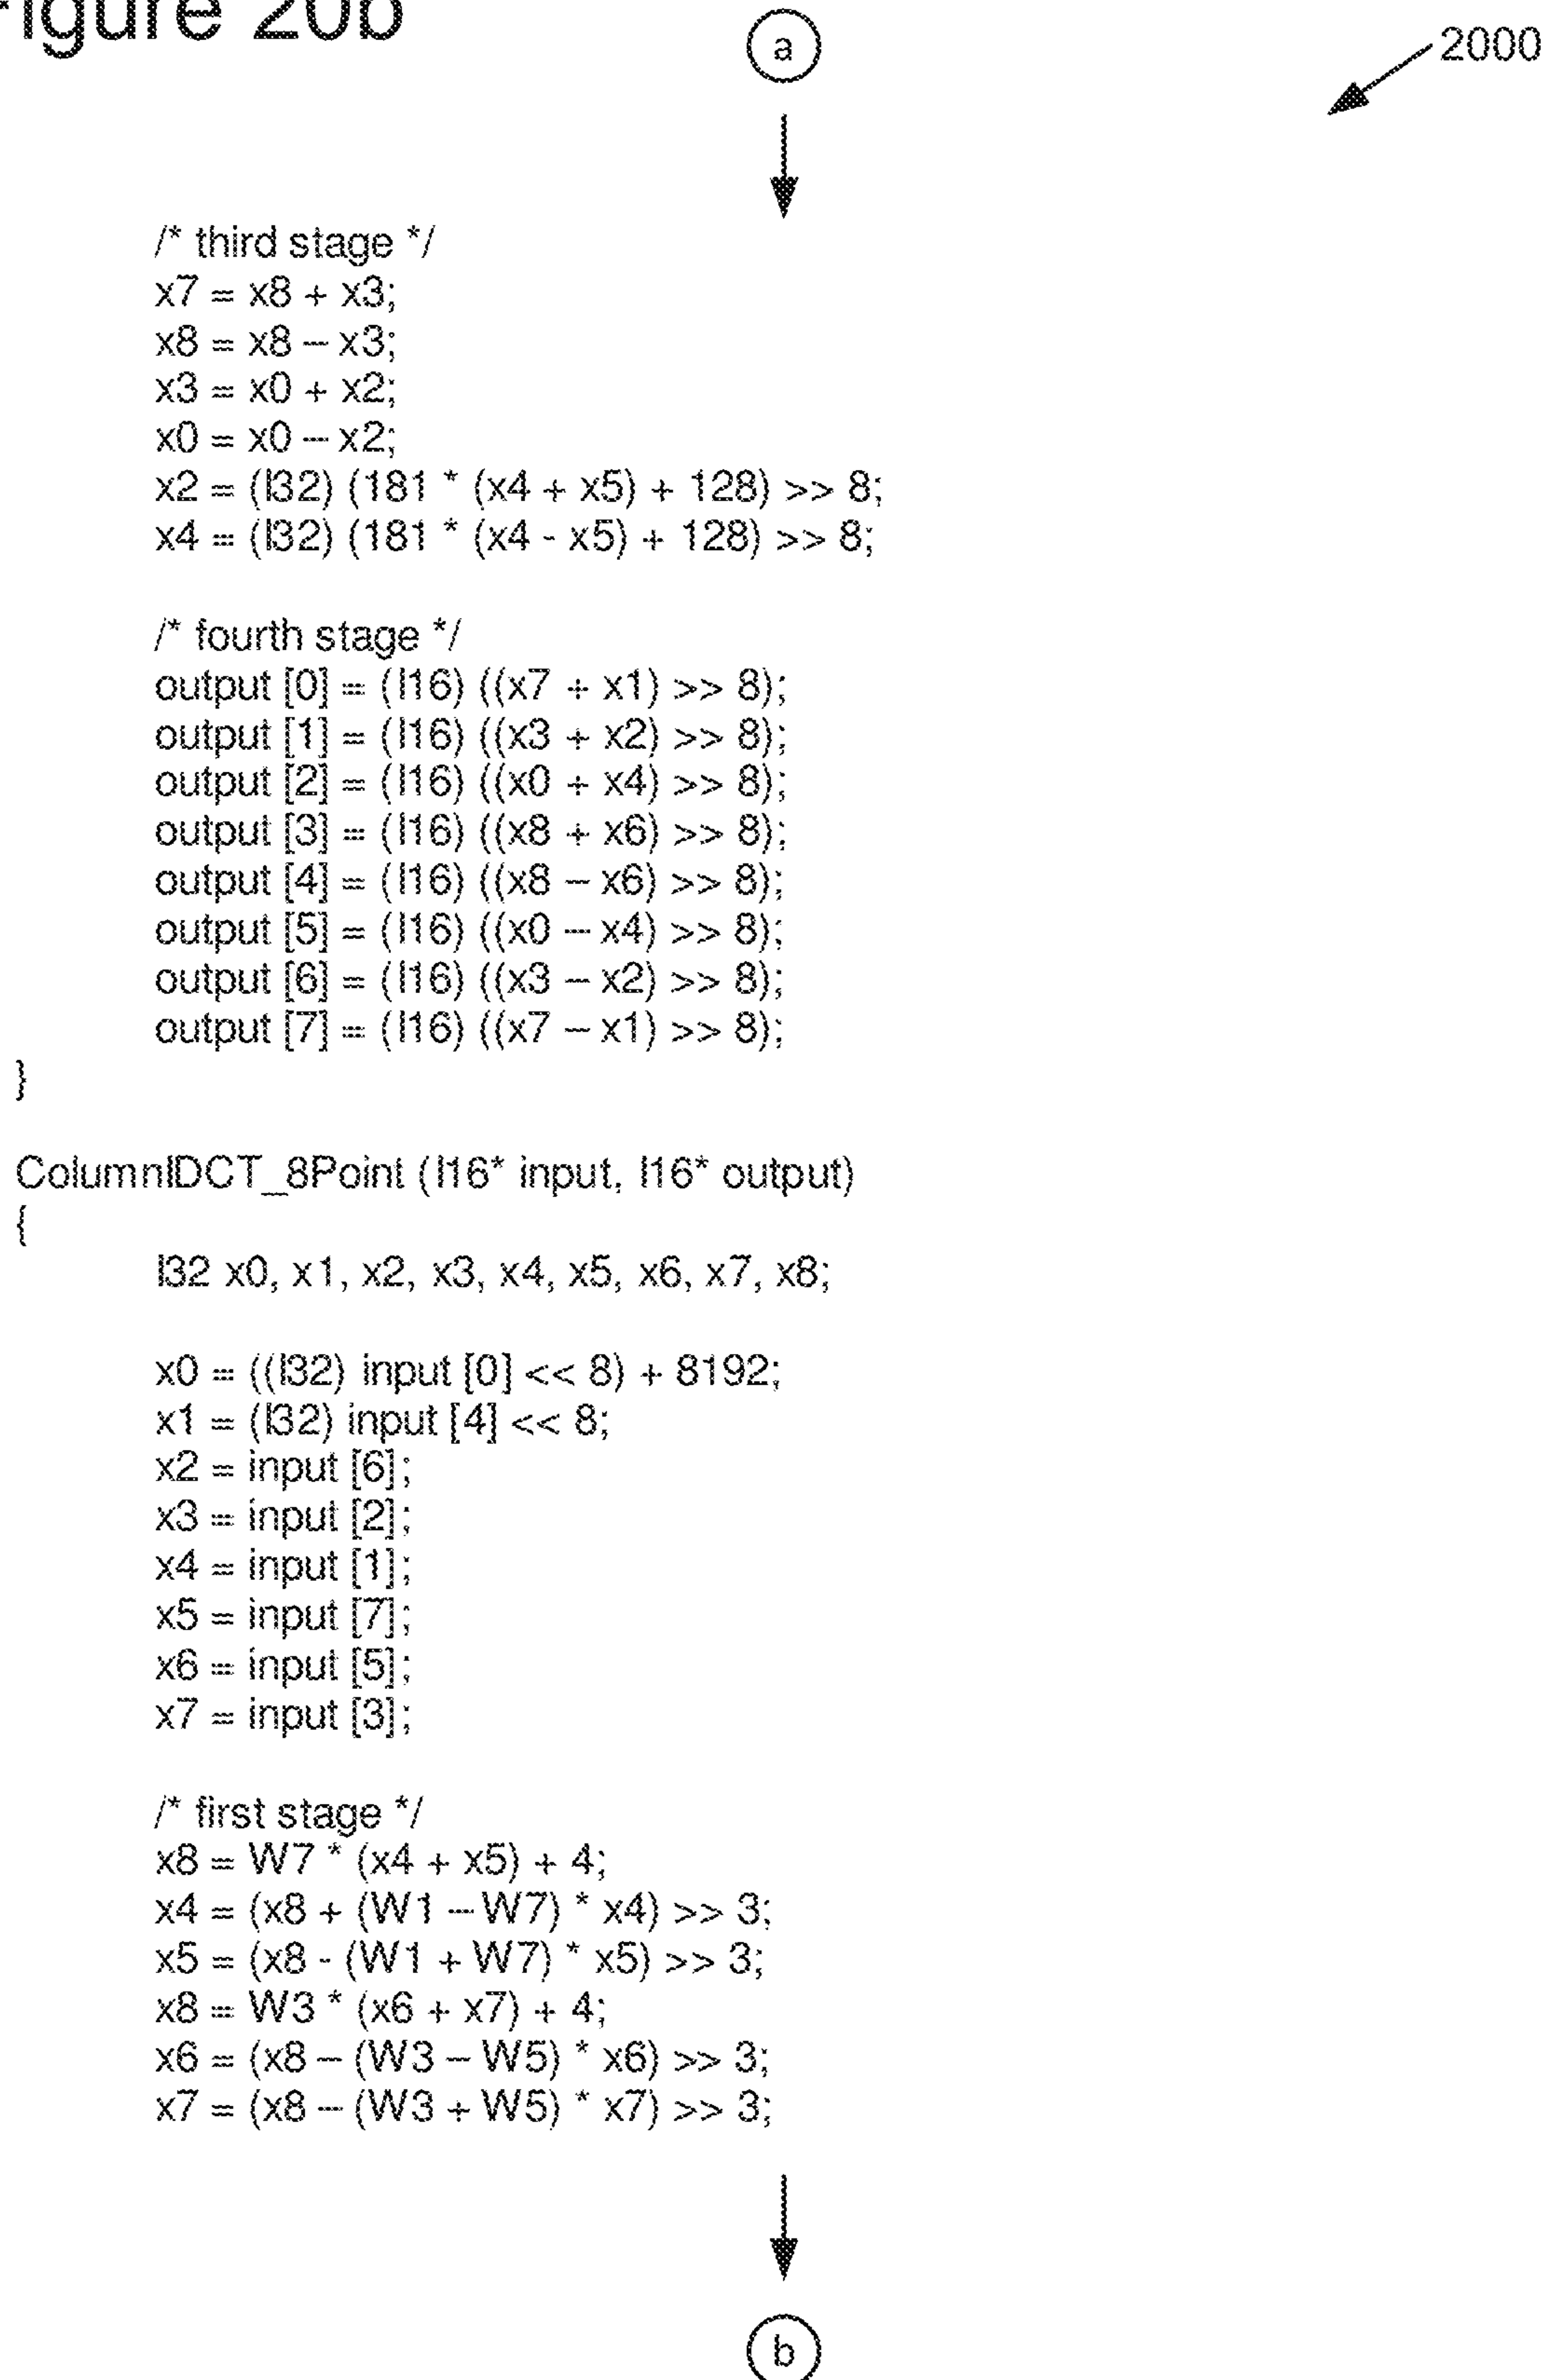 Figure 20b
a
2000
/* third stage */
x7 = x8 + x3;
x8 = x8 – x3;
x3 = x0 + x2;
x0 = x0 – x2;
x2 = (I32) (181 * (x4 + x5) + 128) >> 8;
x4 = (I32) (181 * (x4 - x5) + 128) >> 8;
/* fourth stage */
output [0] = (I16) ((x7 + x1) >> 8);
output [1] = (I16) ((x3 + x2) >> 8);
output [2] = (I16) ((x0 + x4) >> 8);
output [3] = (I16) ((x8 + x6) >> 8);
output [4] = (I16) ((x8 – x6) >> 8);
output [5] = (I16) ((x0 – x4) >> 8);
output [6] = (I16) ((x3 – x2) >> 8);
output [7] = (I16) ((x7 – x1) >> 8);
}
ColumnIDCT_8Point (I16* input, I16* output)
{
I32 x0, x1, x2, x3, x4, x5, x6, x7, x8;
x0 = ((I32) input [0] << 8) + 8192;
x1 = (I32) input [4] << 8;
x2 = input [6];
x3 = input [2];
x4 = input [1];
x5 = input [7];
x6 = input [5];
x7 = input [3];
/* first stage */
x8 = W7 * (x4 + x5) + 4;
x4 = (x8 + (W1 – W7) * x4) >> 3;
x5 = (x8 - (W1 + W7) * x5) >> 3;
x8 = W3 * (x6 + x7) + 4;
x6 = (x8 – (W3 – W5) * x6) >> 3;
x7 = (x8 – (W3 + W5) * x7) >> 3;
b